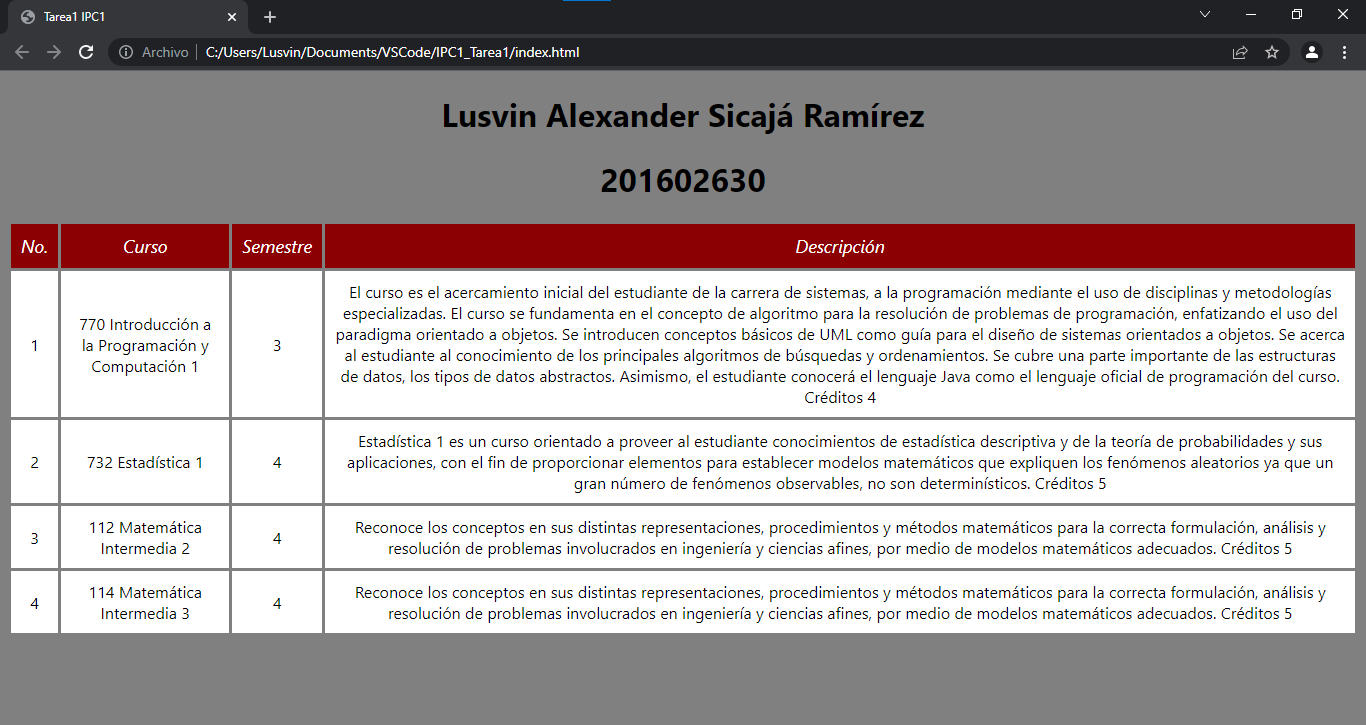 Tarea1 IPC1
Archivo C:/Users/Lusvin/Documents/VSCode/IPC1_Tarea1/index.html
Lusvin Alexander Sicajá Ramírez
201602630
No. Curso Semestre Descripción
1
770 Introducción a
la Programación y
Computación 1
3
El curso es el acercamiento inicial del estudiante de la carrera de sistemas, a la programación mediante el uso de disciplinas y metodologías
especializadas. El curso se fundamenta en el concepto de algoritmo para la resolución de problemas de programación, enfatizando el uso del
paradigma orientado a objetos. Se introducen conceptos básicos de UML como guía para el diseño de sistemas orientados a objetos. Se acerca
al estudiante al conocimiento de los principales algoritmos de búsquedas y ordenamientos. Se cubre una parte importante de las estructuras
de datos, los tipos de datos abstractos. Asimismo, el estudiante conocerá el lenguaje Java como el lenguaje oficial de programación del curso.
Créditos 4
2
732 Estadística 1
4
Estadística 1 es un curso orientado a proveer al estudiante conocimientos de estadística descriptiva y de la teoría de probabilidades y sus
aplicaciones, con el fin de proporcionar elementos para establecer modelos matemáticos que expliquen los fenómenos aleatorios ya que un
gran número de fenómenos observables, no son determinísticos. Créditos 5
3
112 Matemática
Intermedia 2
4
Reconoce los conceptos en sus distintas representaciones, procedimientos y métodos matemáticos para la correcta formulación, análisis y
resolución de problemas involucrados en ingeniería y ciencias afines, por medio de modelos matemáticos adecuados. Créditos 5
4
114 Matemática
Intermedia 3
4
Reconoce los conceptos en sus distintas representaciones, procedimientos y métodos matemáticos para la correcta formulación, análisis y
resolución de problemas involucrados en ingeniería y ciencias afines, por medio de modelos matemáticos adecuados. Créditos 5